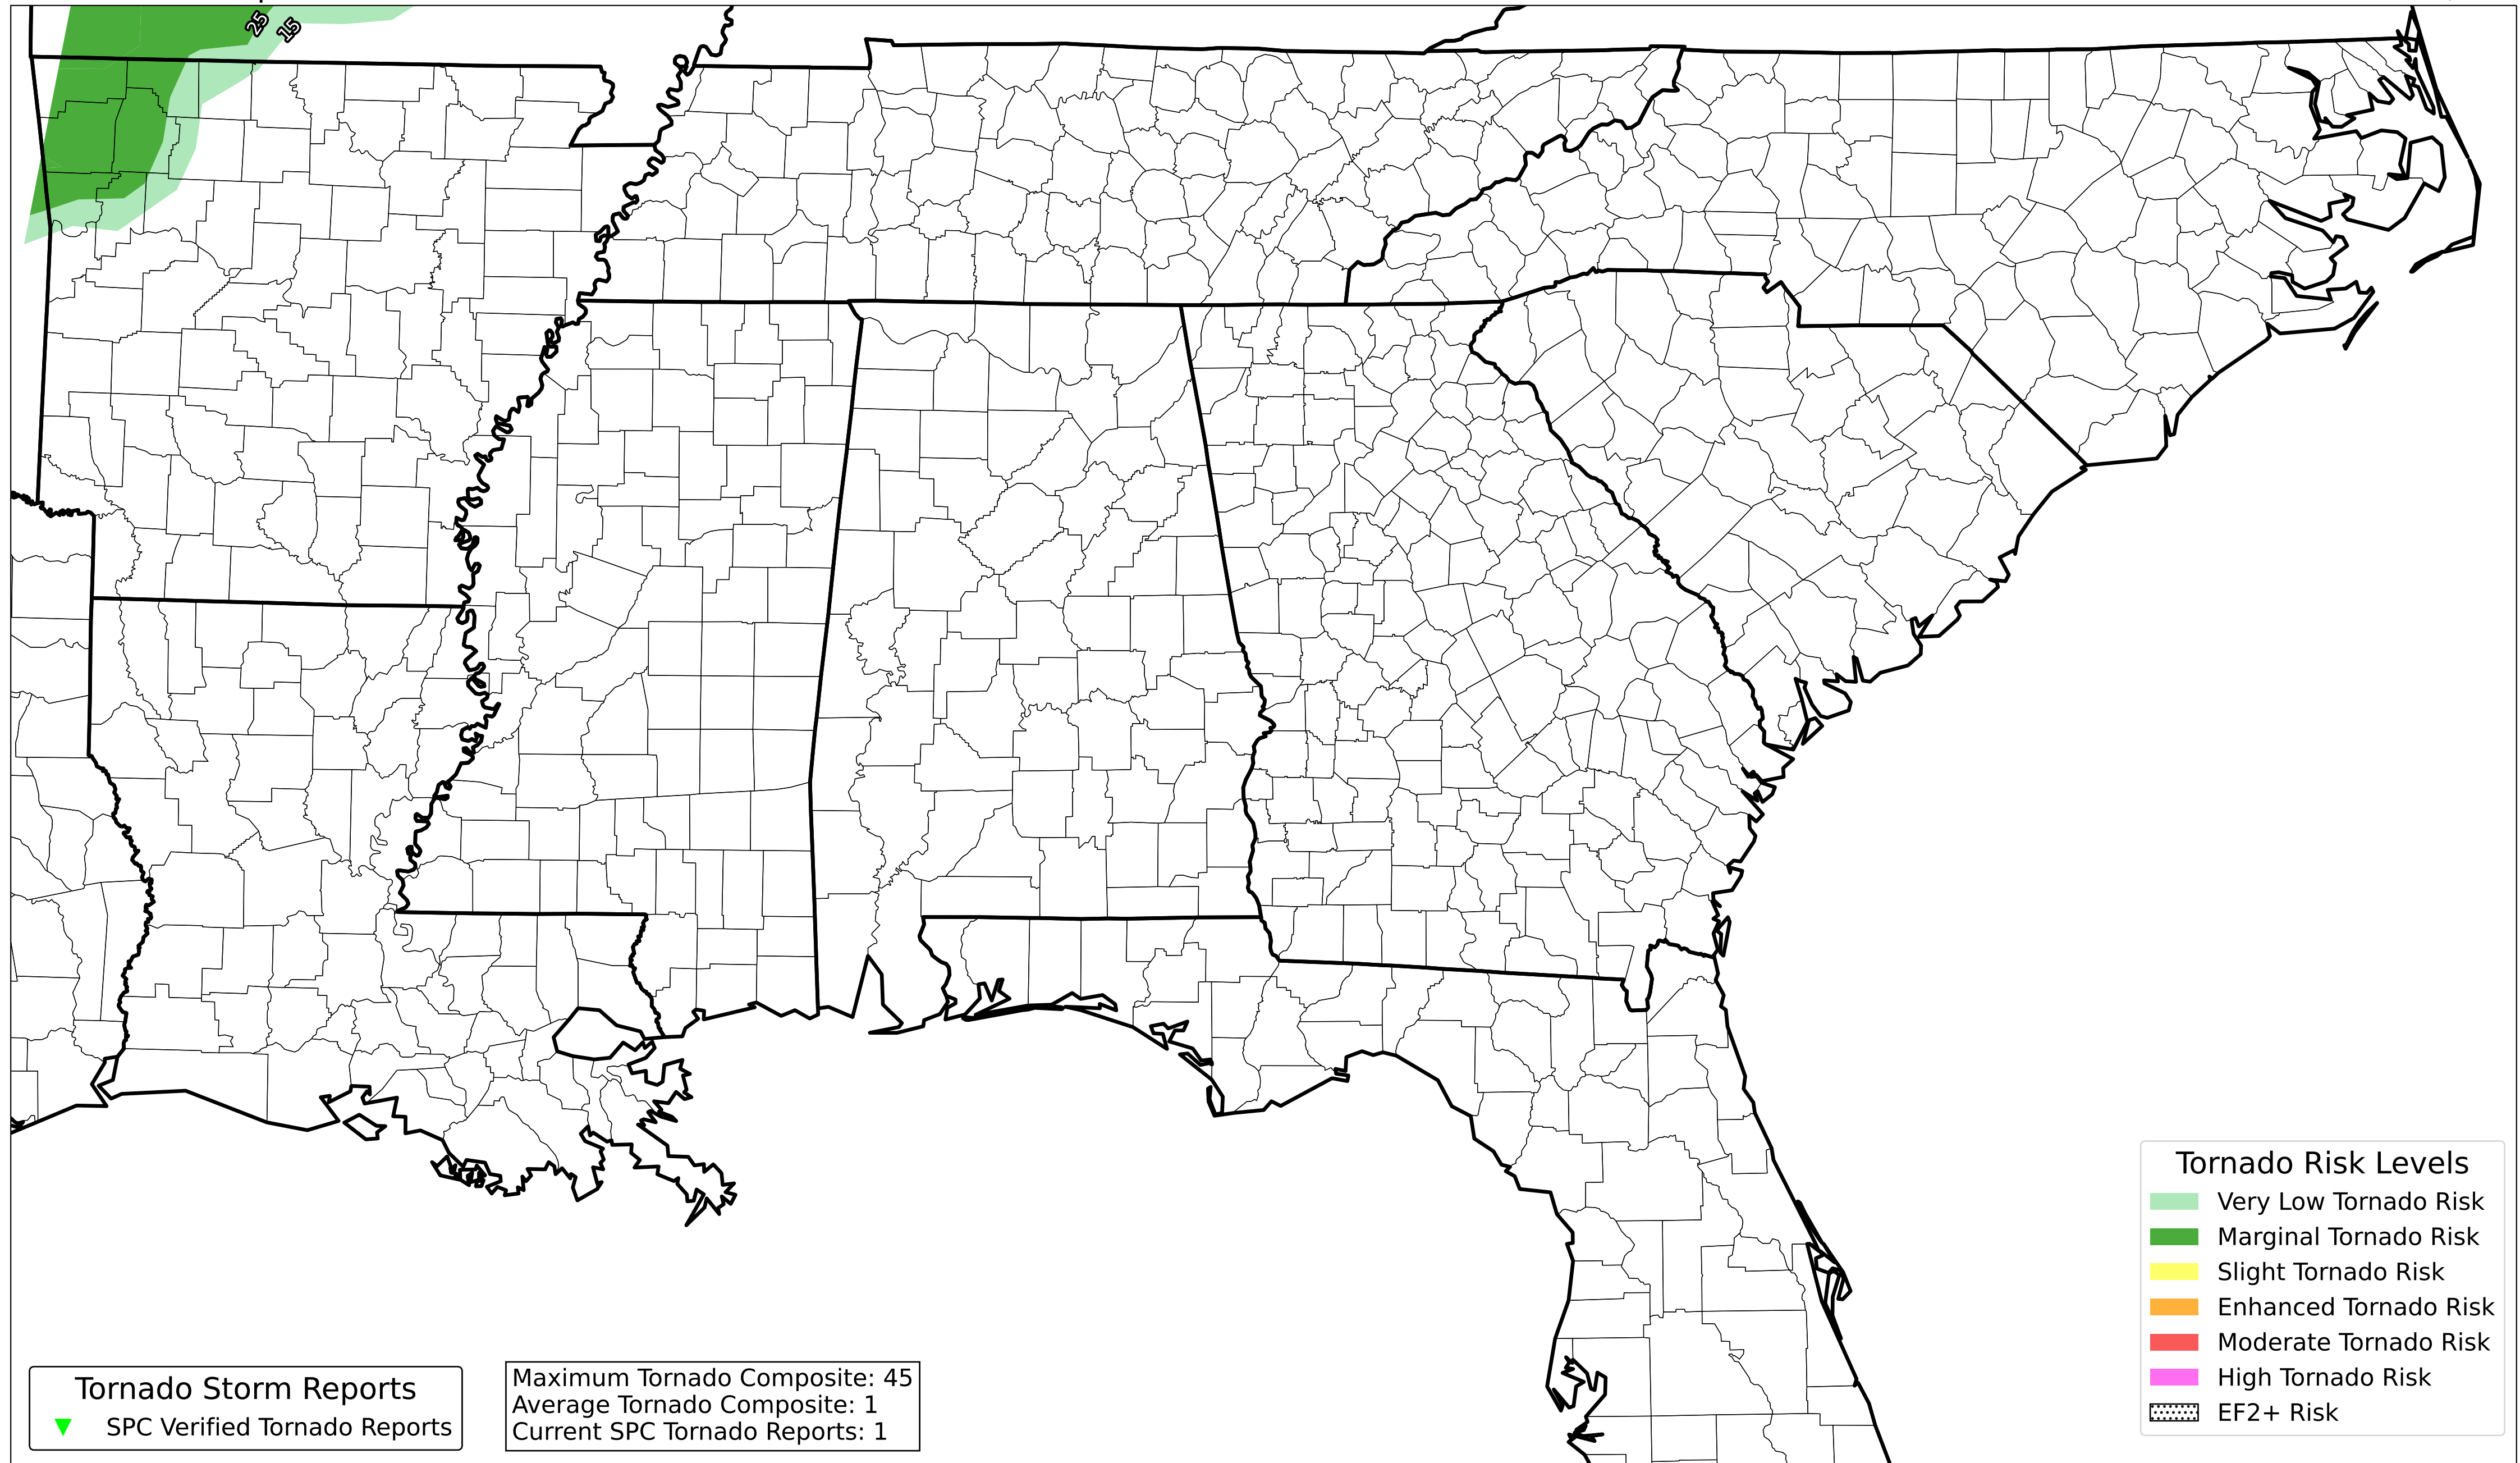 25
15
Tornado Risk Levels
Very Low Tornado Risk
Marginal Tornado Risk
Slight Tornado Risk
Enhanced Tornado Risk
Moderate Tornado Risk
High Tornado Risk
EF2+ Risk
Tornado Storm Reports
SPC Verified Tornado Reports
Maximum Tornado Composite: 45
Average Tornado Composite: 1
Current SPC Tornado Reports: 1